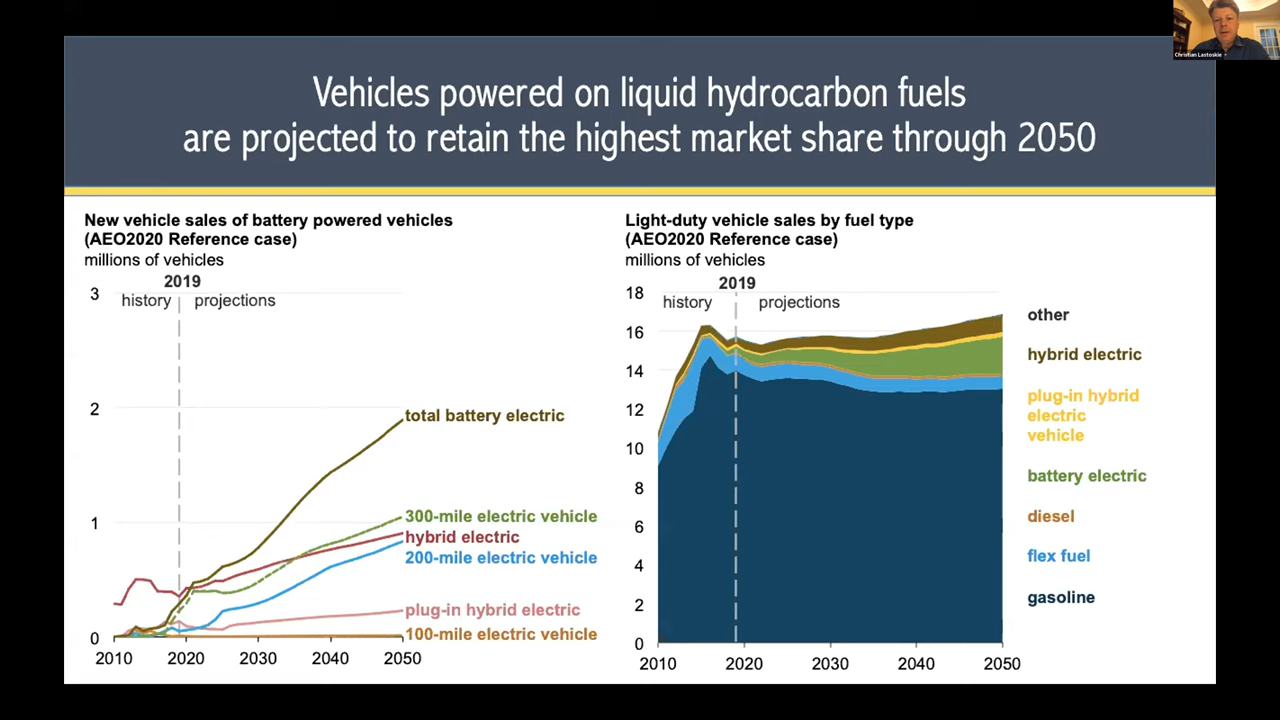 Christian Lastoskie
Vehicles powered on liquid hydrocarbon fuels
are projected to retain the highest market share through 2050
New vehicle sales of battery powered vehicles
(AEO2020 Reference case)
millions of vehicles
2019
history
projections
3
2
1
0
total battery electric
300-mile electric vehicle
hybrid electric
200-mile electric vehicle
plug-in hybrid electric
100-mile electric vehicle
2010 2020 2030 2040 2050
Light-duty vehicle sales by fuel type
(AEO2020 Reference case)
millions of vehicles
2019
history
projections
18
16
14
12
10
8
6
4
2
0
2010 2020 2030 2040 2050
other
hybrid electric
plug-in hybrid
electric
vehicle
battery electric
diesel
flex fuel
gasoline